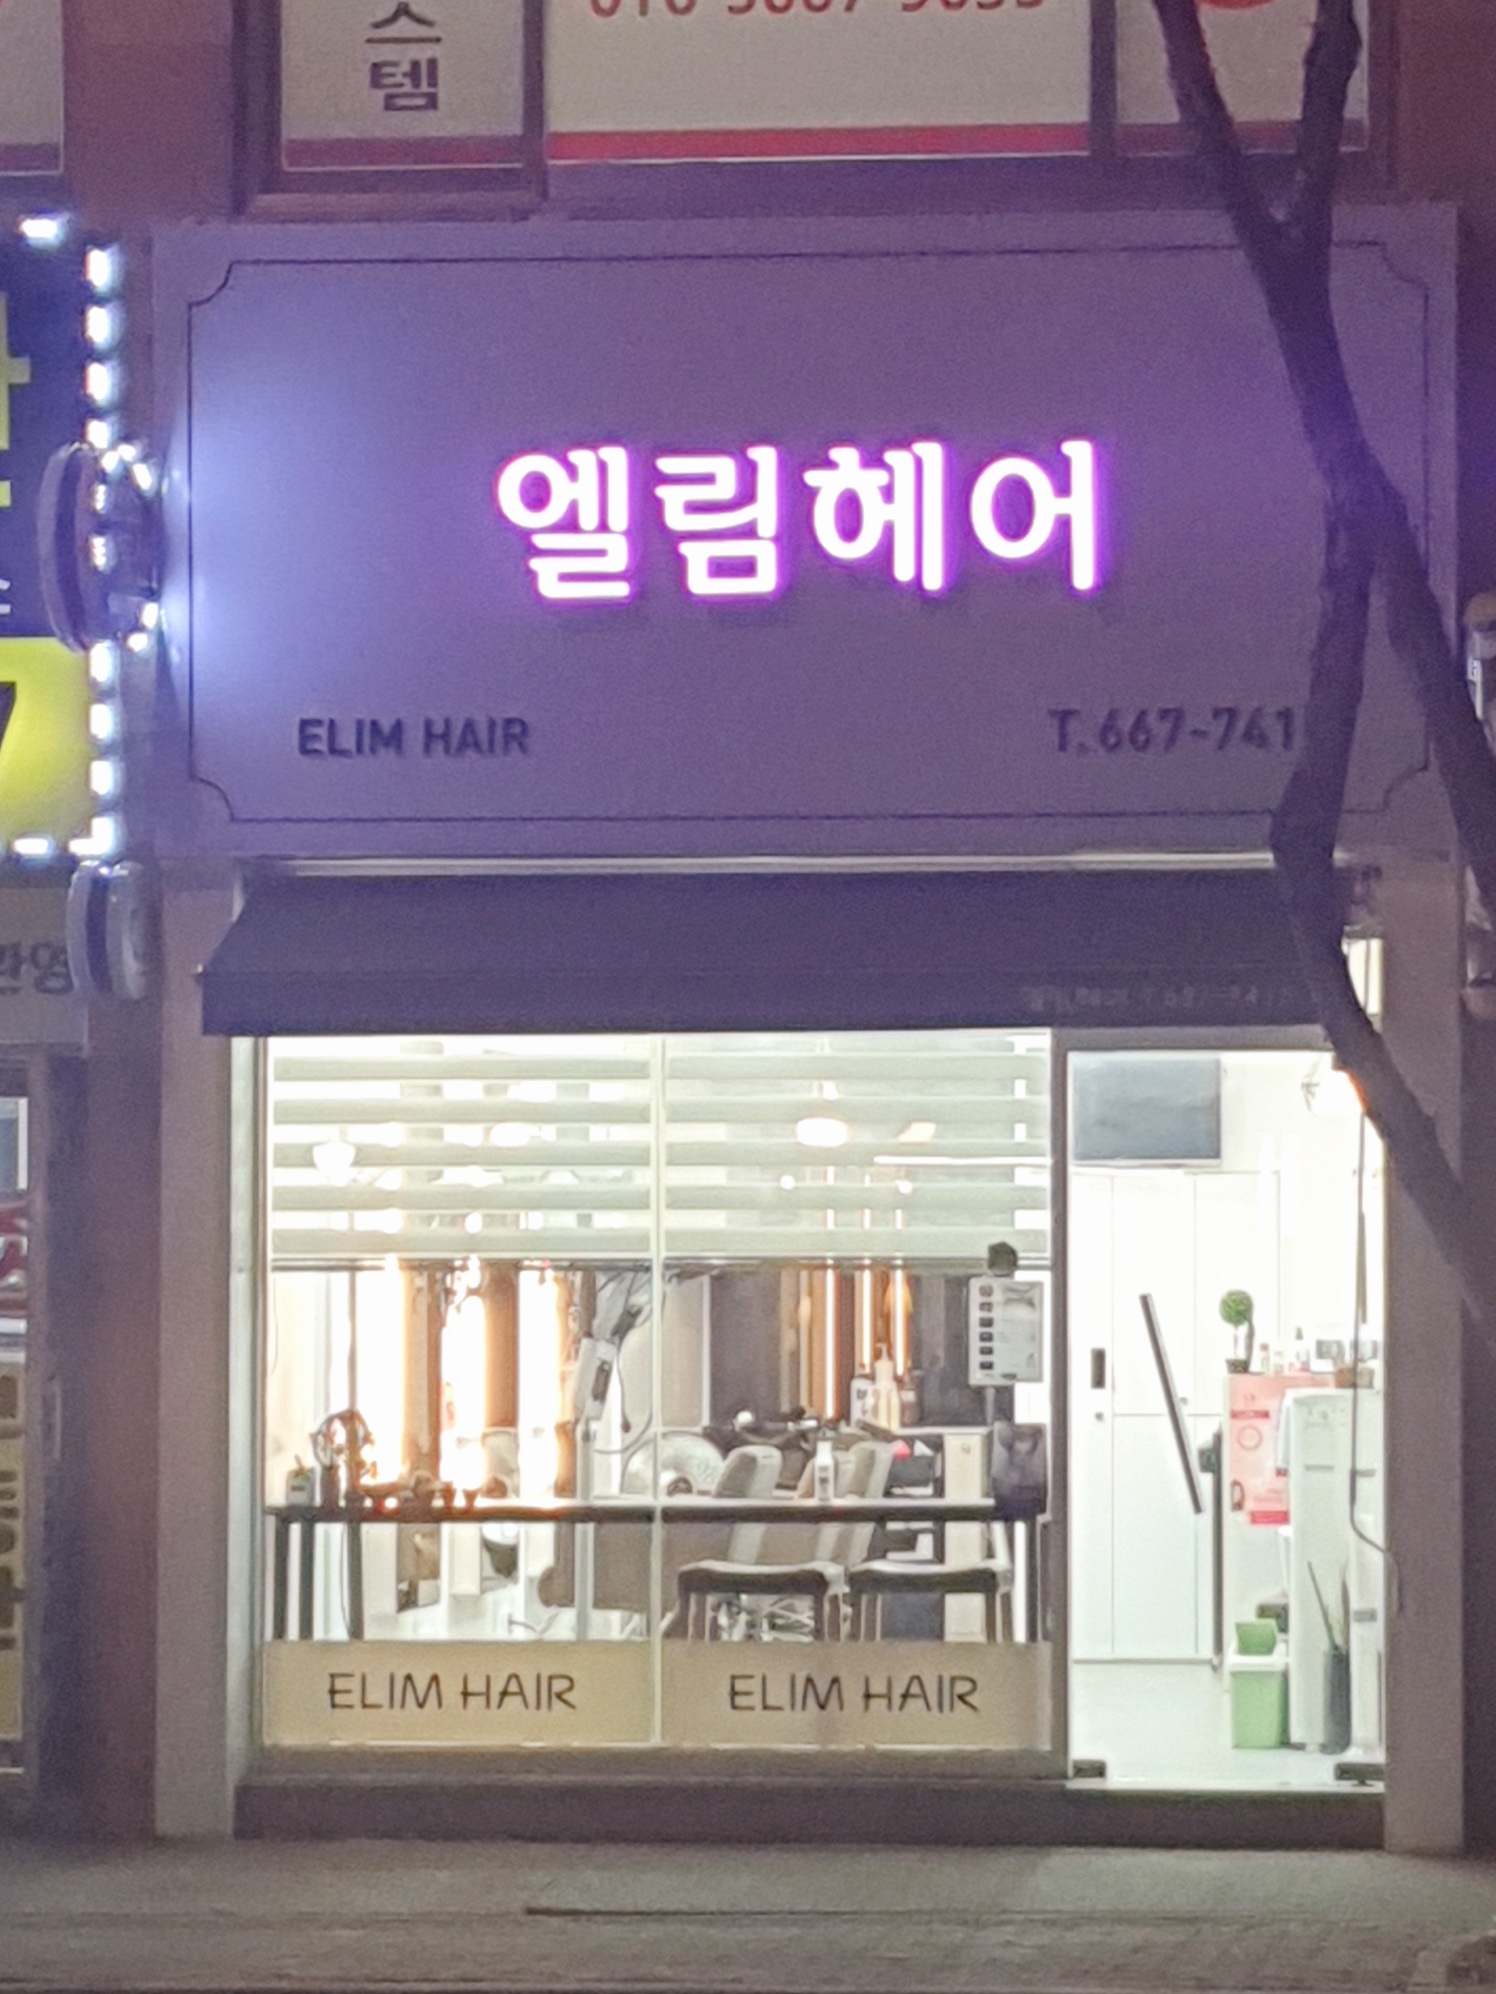 스
템
엘림헤어
ELIM HAIR
T.667-741
ELIM HAIR
ELIM HAIR